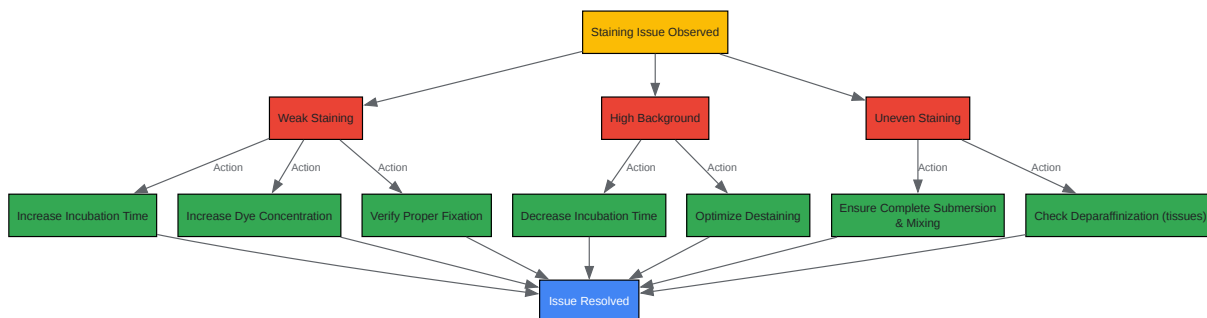 Staining Issue Observed
Weak Staining
High Background
Uneven Staining
Action
Action
Action
Action
Action
Action
Action
Increase Incubation Time
Increase Dye Concentration
Verify Proper Fixation
Decrease Incubation Time
Optimize Destaining
Ensure Complete Submersion
& Mixing
Check Deparaffinization (tissues)
Issue Resolved